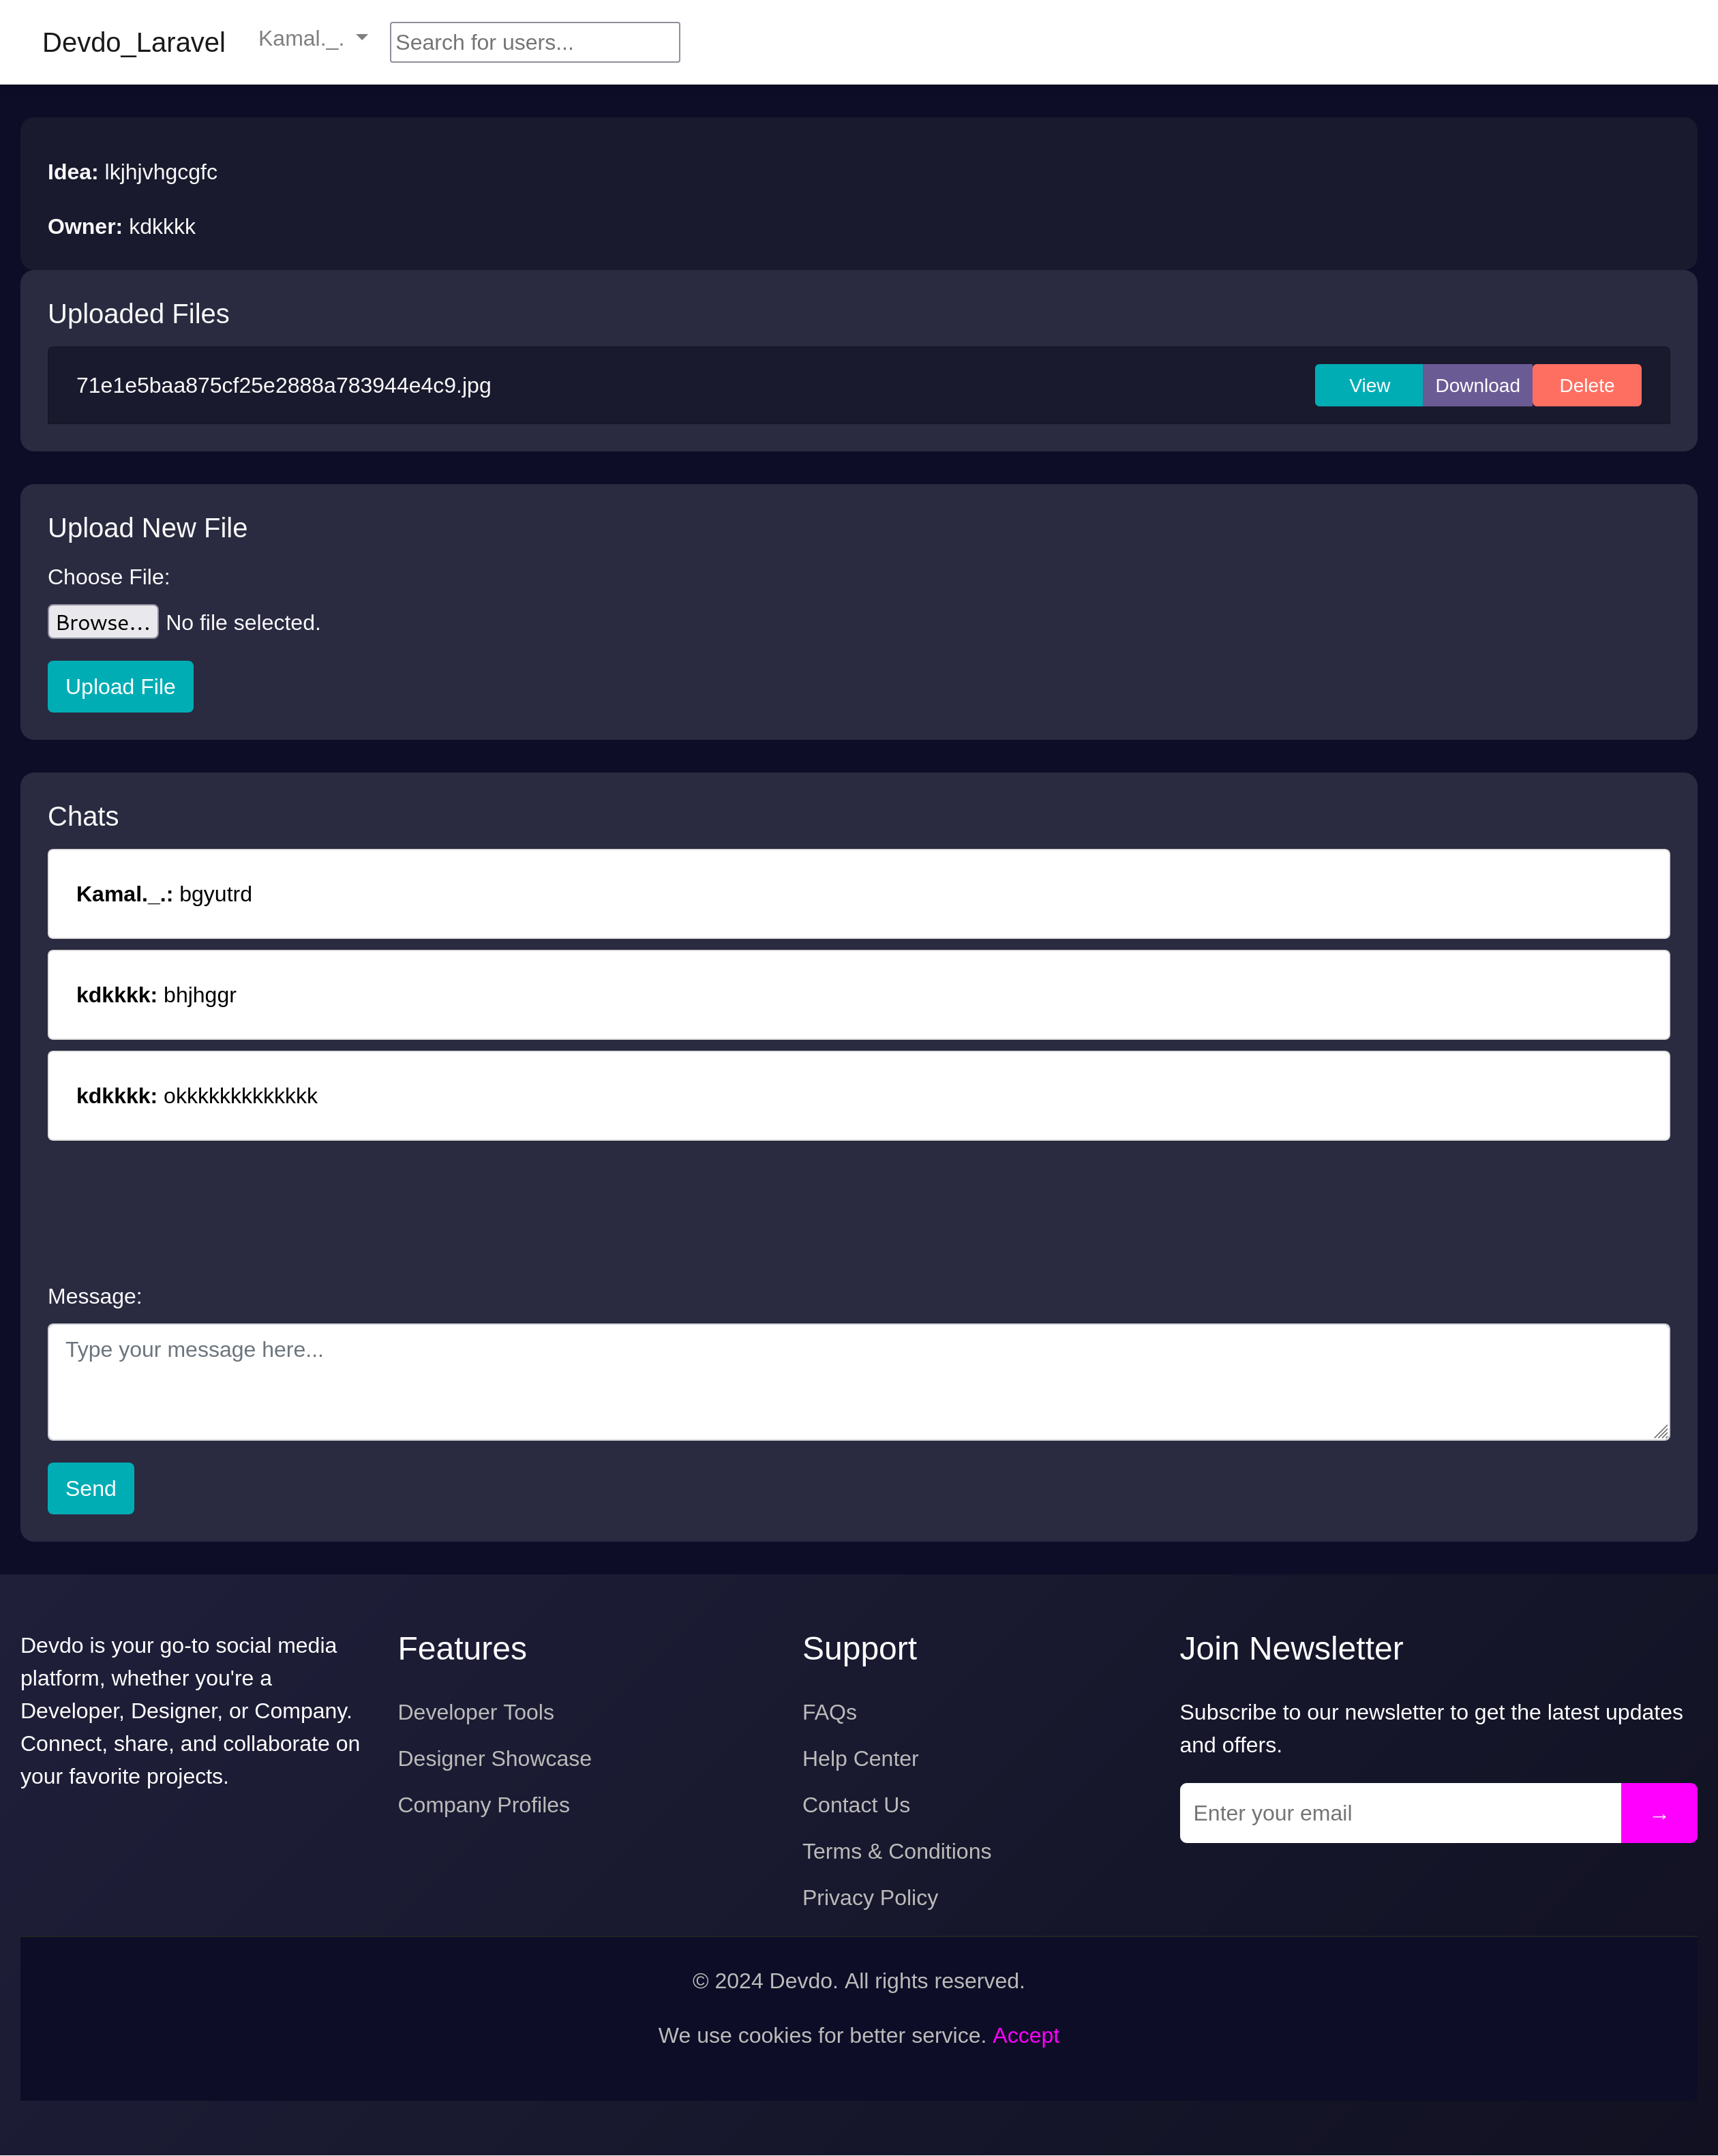 Devdo_Laravel
Kamal._.
Search for users...
Idea: lkjhjvhgcgfc
Owner: kdkkkk
Uploaded Files
71e1e5baa875cf25e2888a783944e4c9.jpg
View
Download
Delete
Upload New File
Choose File:
Browse... No file selected.
Upload File
Chats
Kamal._.: bgyutrd
kdkkkk: bhjhggr
kdkkkk: okkkkkkkkkkkkk
Message:
Type your message here...
Send
Devdo is your go-to social media
platform, whether you're a
Developer, Designer, or Company.
Connect, share, and collaborate on
your favorite projects.
Features
Developer Tools
Designer Showcase
Company Profiles
Support
FAQs
Help Center
Contact Us
Terms & Conditions
Privacy Policy
Join Newsletter
Subscribe to our newsletter to get the latest updates
and offers.
Enter your email
→
© 2024 Devdo. All rights reserved.
We use cookies for better service. Accept